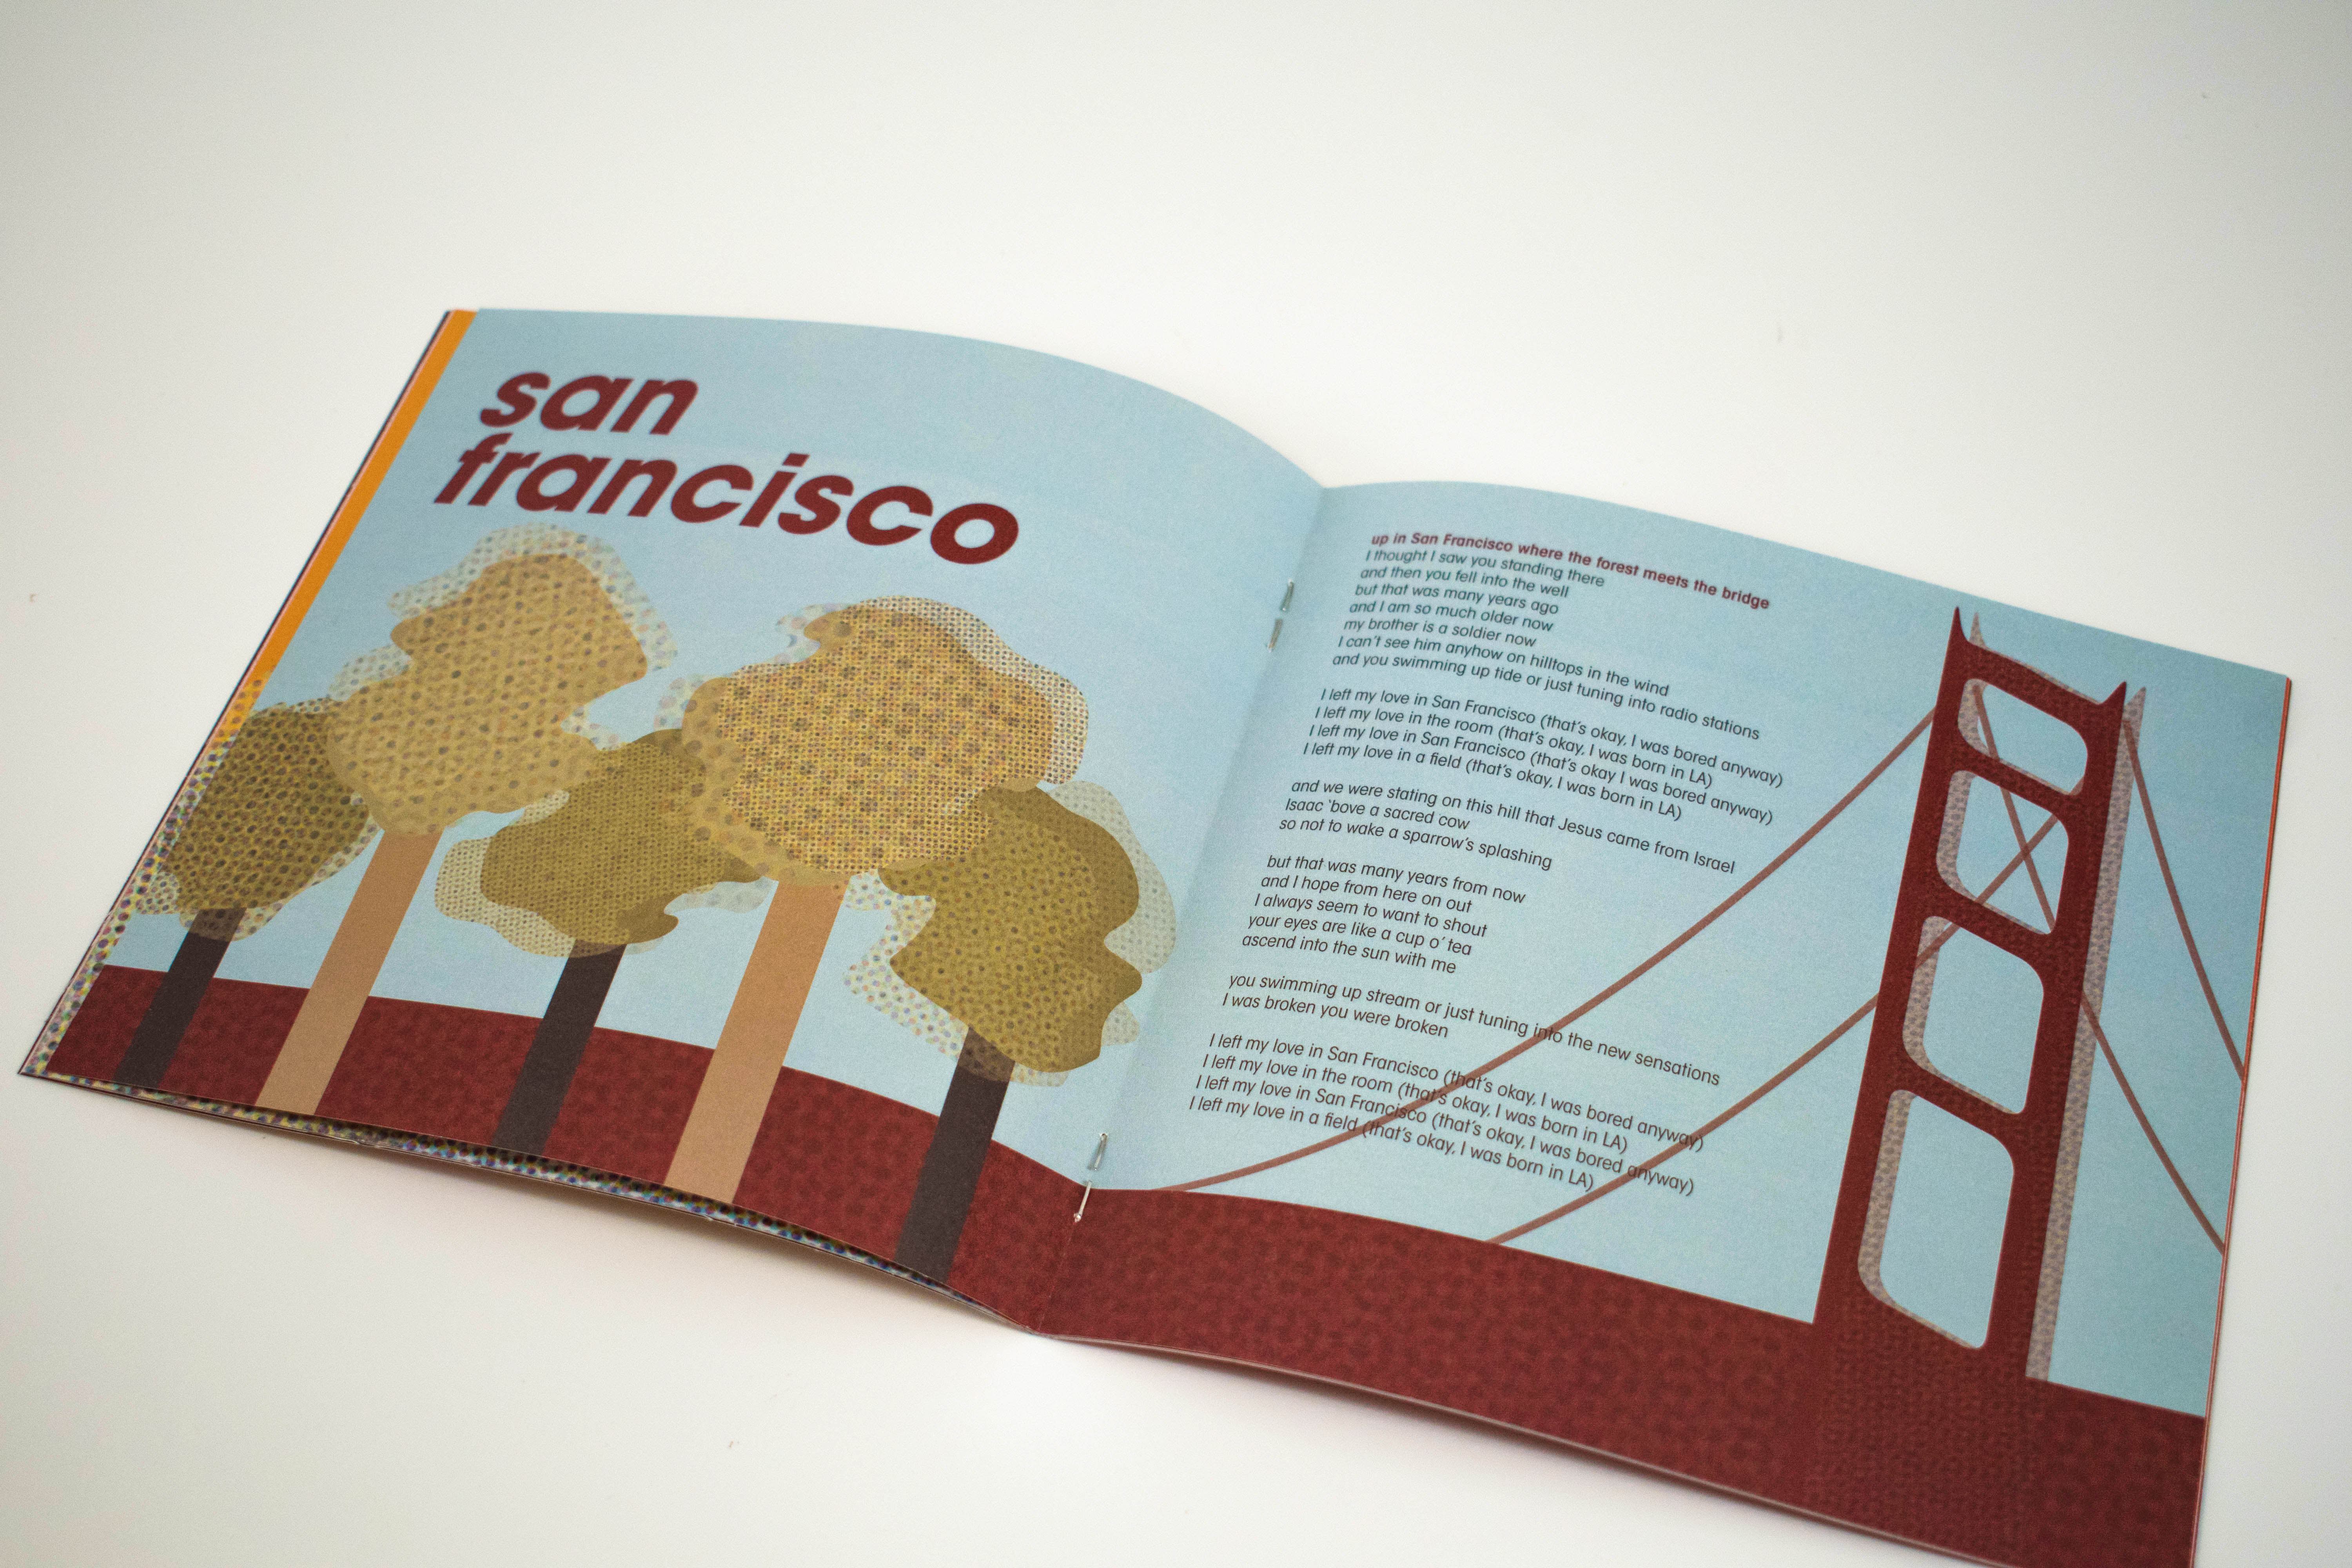 san
francisco
up in San Francisco where the forest meets the bridge
I thought I saw you standing there
and then you fell into the well
but that was many years ago
and I am so much older now
my brother is a soldier now
I can't see him anyhow on hilltops in the wind
and you swimming up tide or just tuning into radio stations
I left my love in San Francisco (that's okay, I was bored anyway)
I left my love in the room (that's okay, I was born in LA)
I left my love in San Francisco (that's okay I was bored anyway)
I left my love in a field (that's okay, I was born in LA)
and we were stating on this hill that Jesus came from Israel
Isaac 'bove a sacred cow
so not to wake a sparrow's splashing
but that was many years from now
and I hope from here on out
I always seem to want to shout
your eyes are like a cup o' tea
ascend into the sun with me
you swimming up stream or just tuning into the new sensations
I was broken you were broken
I left my love in San Francisco (that's okay, I was bored anyway)
I left my love in the room (that's okay, I was born in LA)
I left my love in San Francisco (that's okay, I was bored anyway)
I left my love in a field (that's okay, I was born in LA)